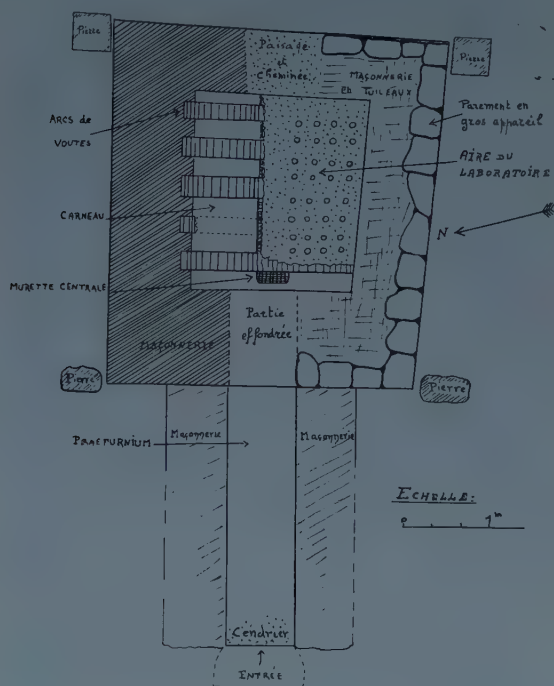 Pierre
Passage
et
cheminée
Pierre
MAÇONNERIE
en TUILEAUX
ARCS de
VOUTES
Parement en
gros appareil
AIRE DU
LABORATOIRE
CARNEAU
N
MURETTE CENTRALE
Partie
effondrée
MAÇONNERIE
Pierre
Pierre
Maçonnerie
Maçonnerie
PRAEFURNIUM
ECHELLE:
0
1m
Cendrier
ENTRÉE